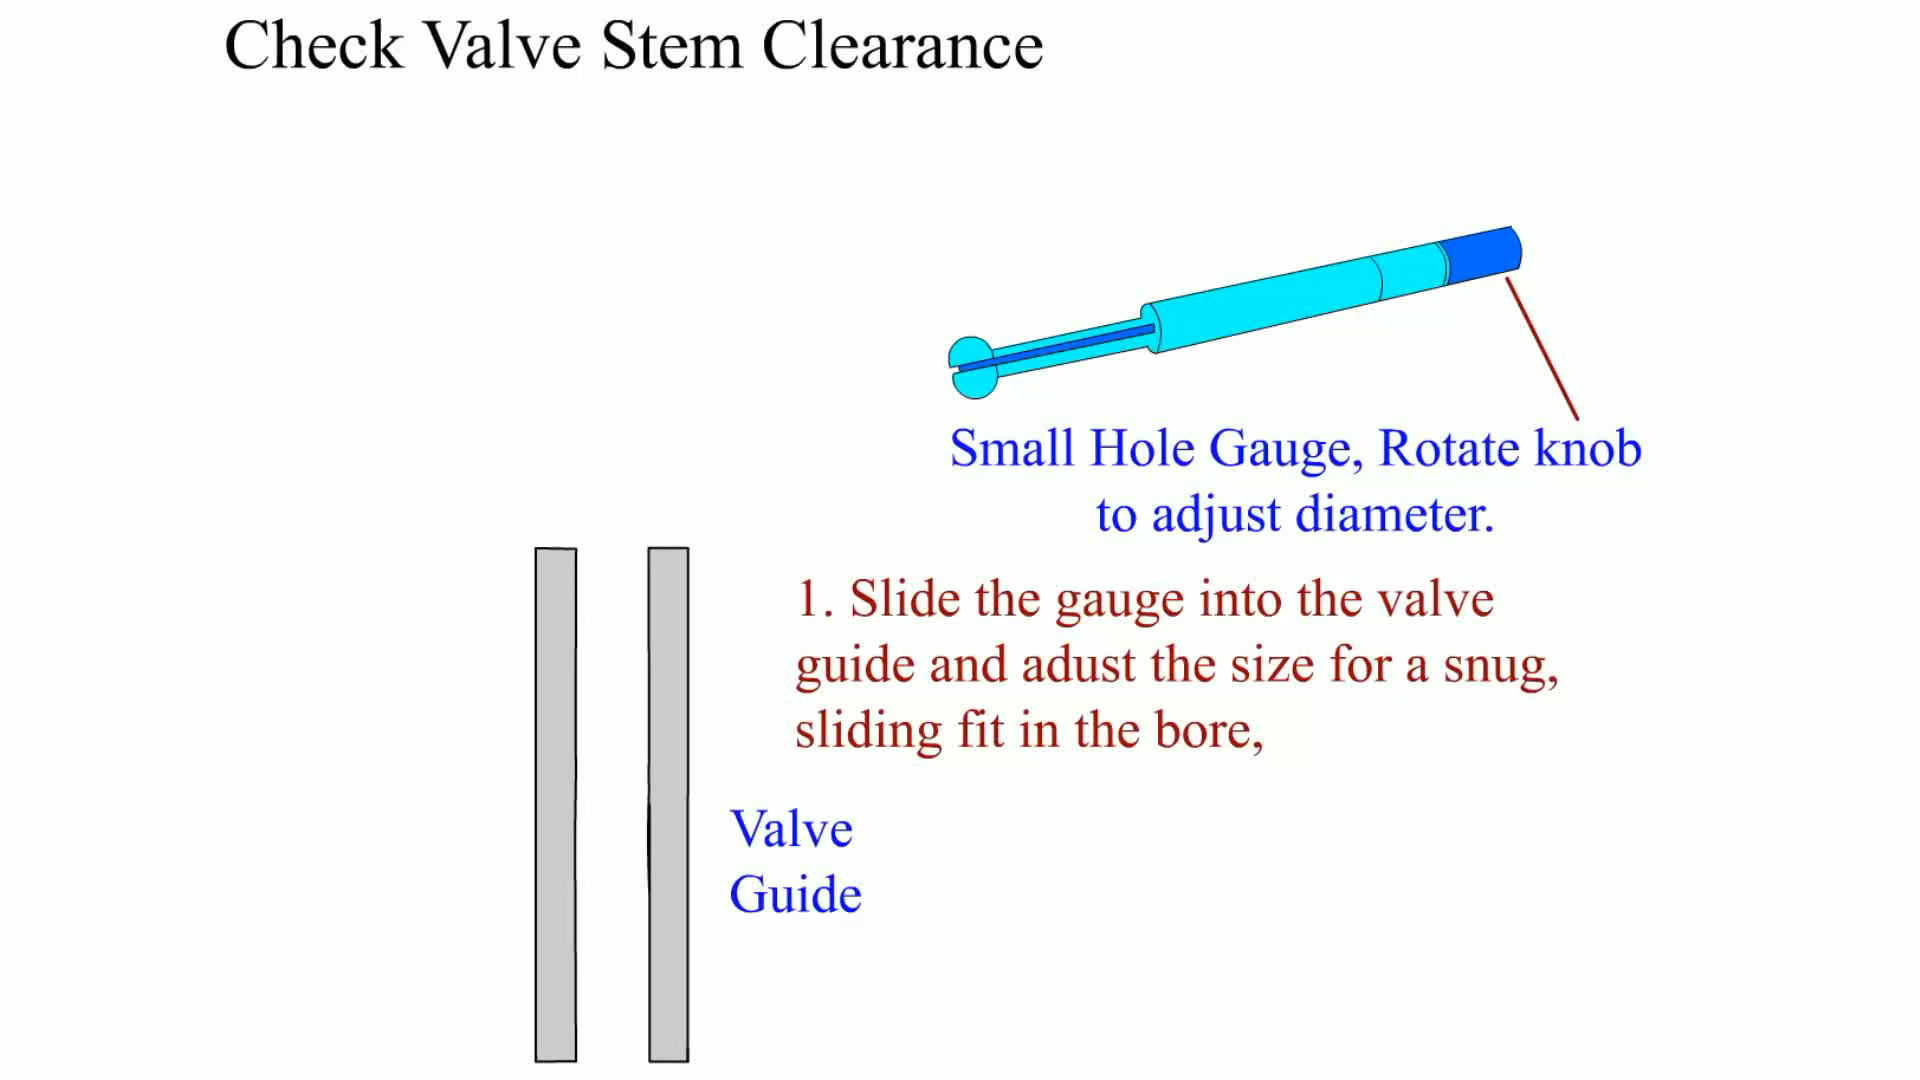 Check Valve Stem Clearance
Small Hole Gauge, Rotate knob
to adjust diameter.
1. Slide the gauge into the valve
guide and adust the size for a snug,
sliding fit in the bore,
Valve
Guide